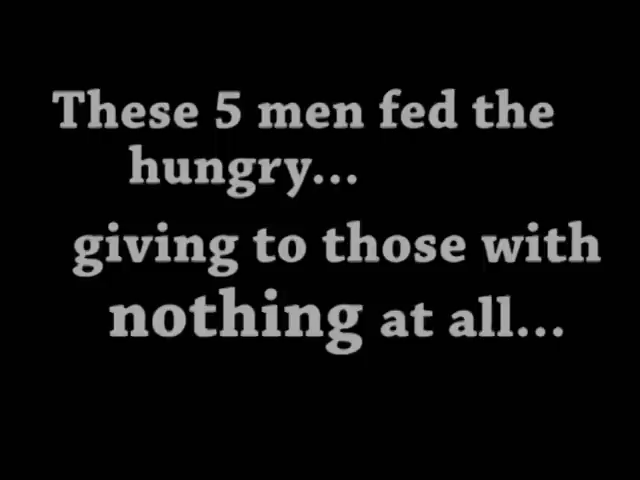 These 5 men fed the
hungry...
giving to those with
nothing at all...